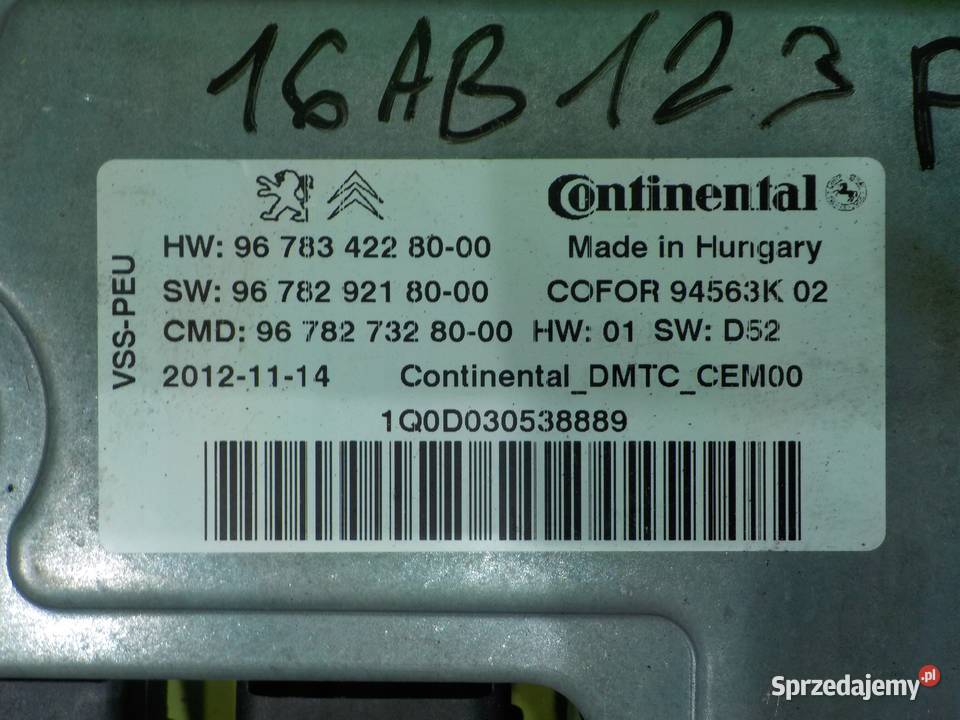 16AB123 P
Continental
HW: 96 783 422 80-00 Made in Hungary
SW: 96 782 921 80-00 COFOR 94563K 02
CMD: 96 782 732 80-00 HW: 01 SW: D52
2012-11-14 Continental_DMTC_CEM00
1Q0D030538889
VSS-PEU
Sprzedajemy.pl